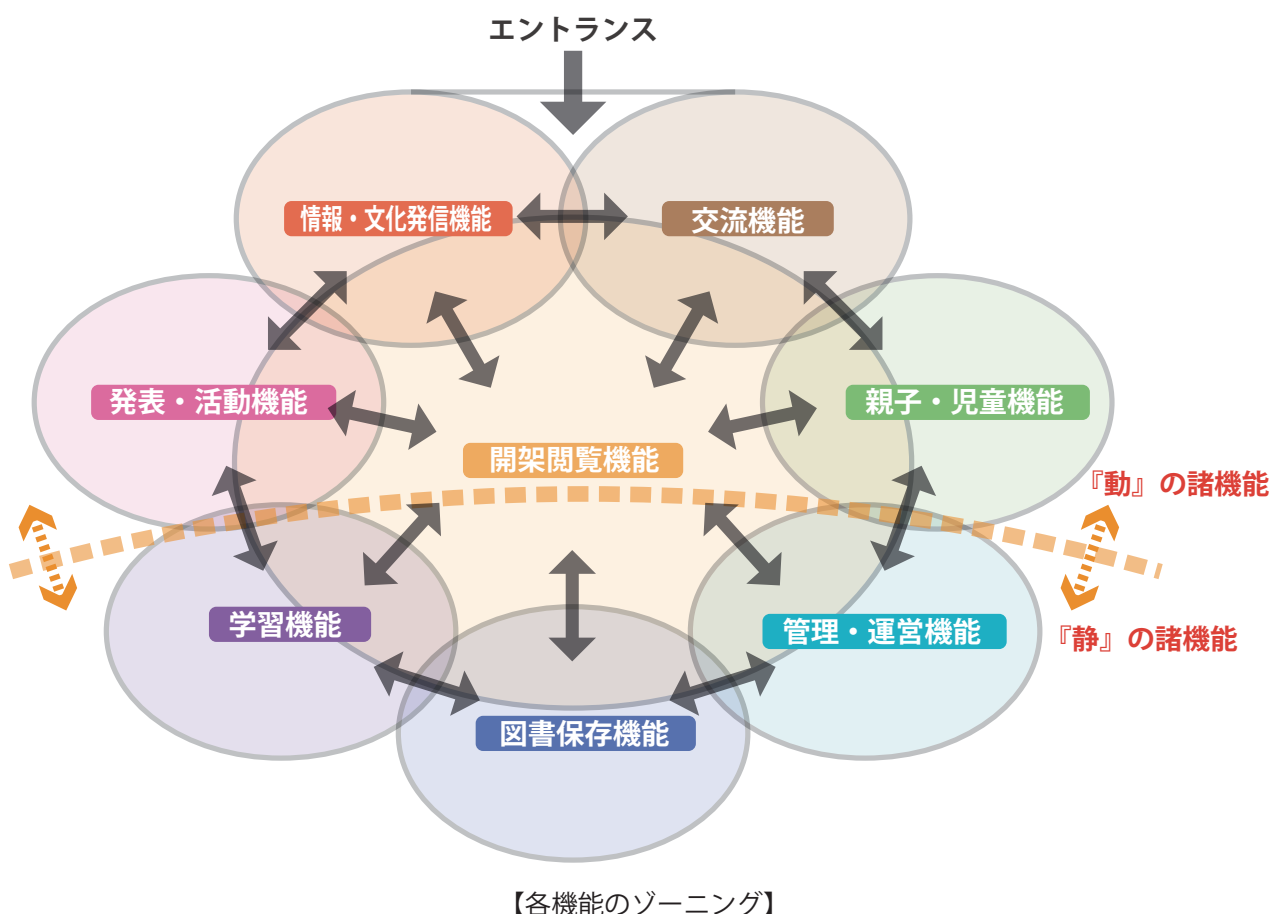 エントランス
情報・文化発信機能
交流機能
発表・活動機能
親子・児童機能
開架閲覧機能
『動』の諸機能
学習機能
管理・運営機能
『静』の諸機能
図書保存機能
【各機能のゾーニング】